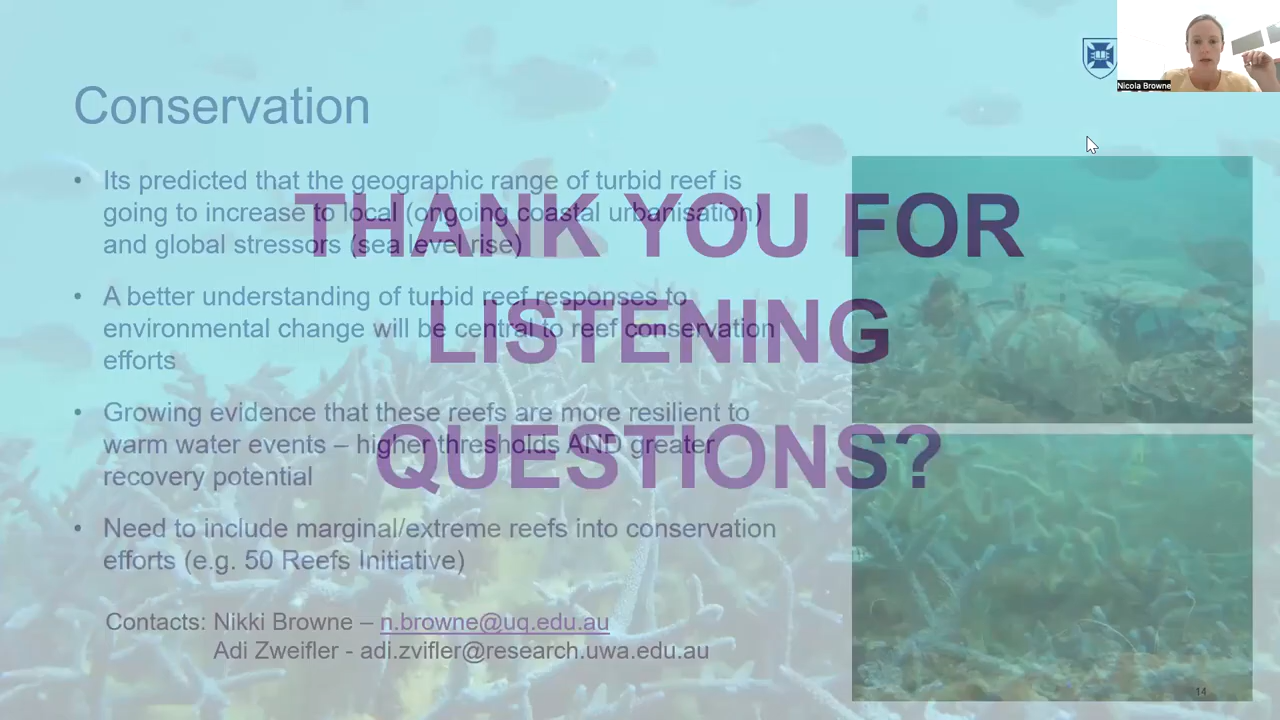 Nicola Browne
Conservation
• Its predicted that the geographic range of turbid reef is
going to increase to local (ongoing coastal urbanisation)
and global stressors (sea level rise)
• A better understanding of turbid reef responses to
environmental change will be central to reef conservation
efforts
• Growing evidence that these reefs are more resilient to
warm water events – higher thresholds AND greater
recovery potential
• Need to include marginal/extreme reefs into conservation
efforts (e.g. 50 Reefs Initiative)
Contacts: Nikki Browne – n.browne@uq.edu.au
Adi Zweifler - adi.zvifler@research.uwa.edu.au
THANK YOU FOR
LISTENING
QUESTIONS?
14